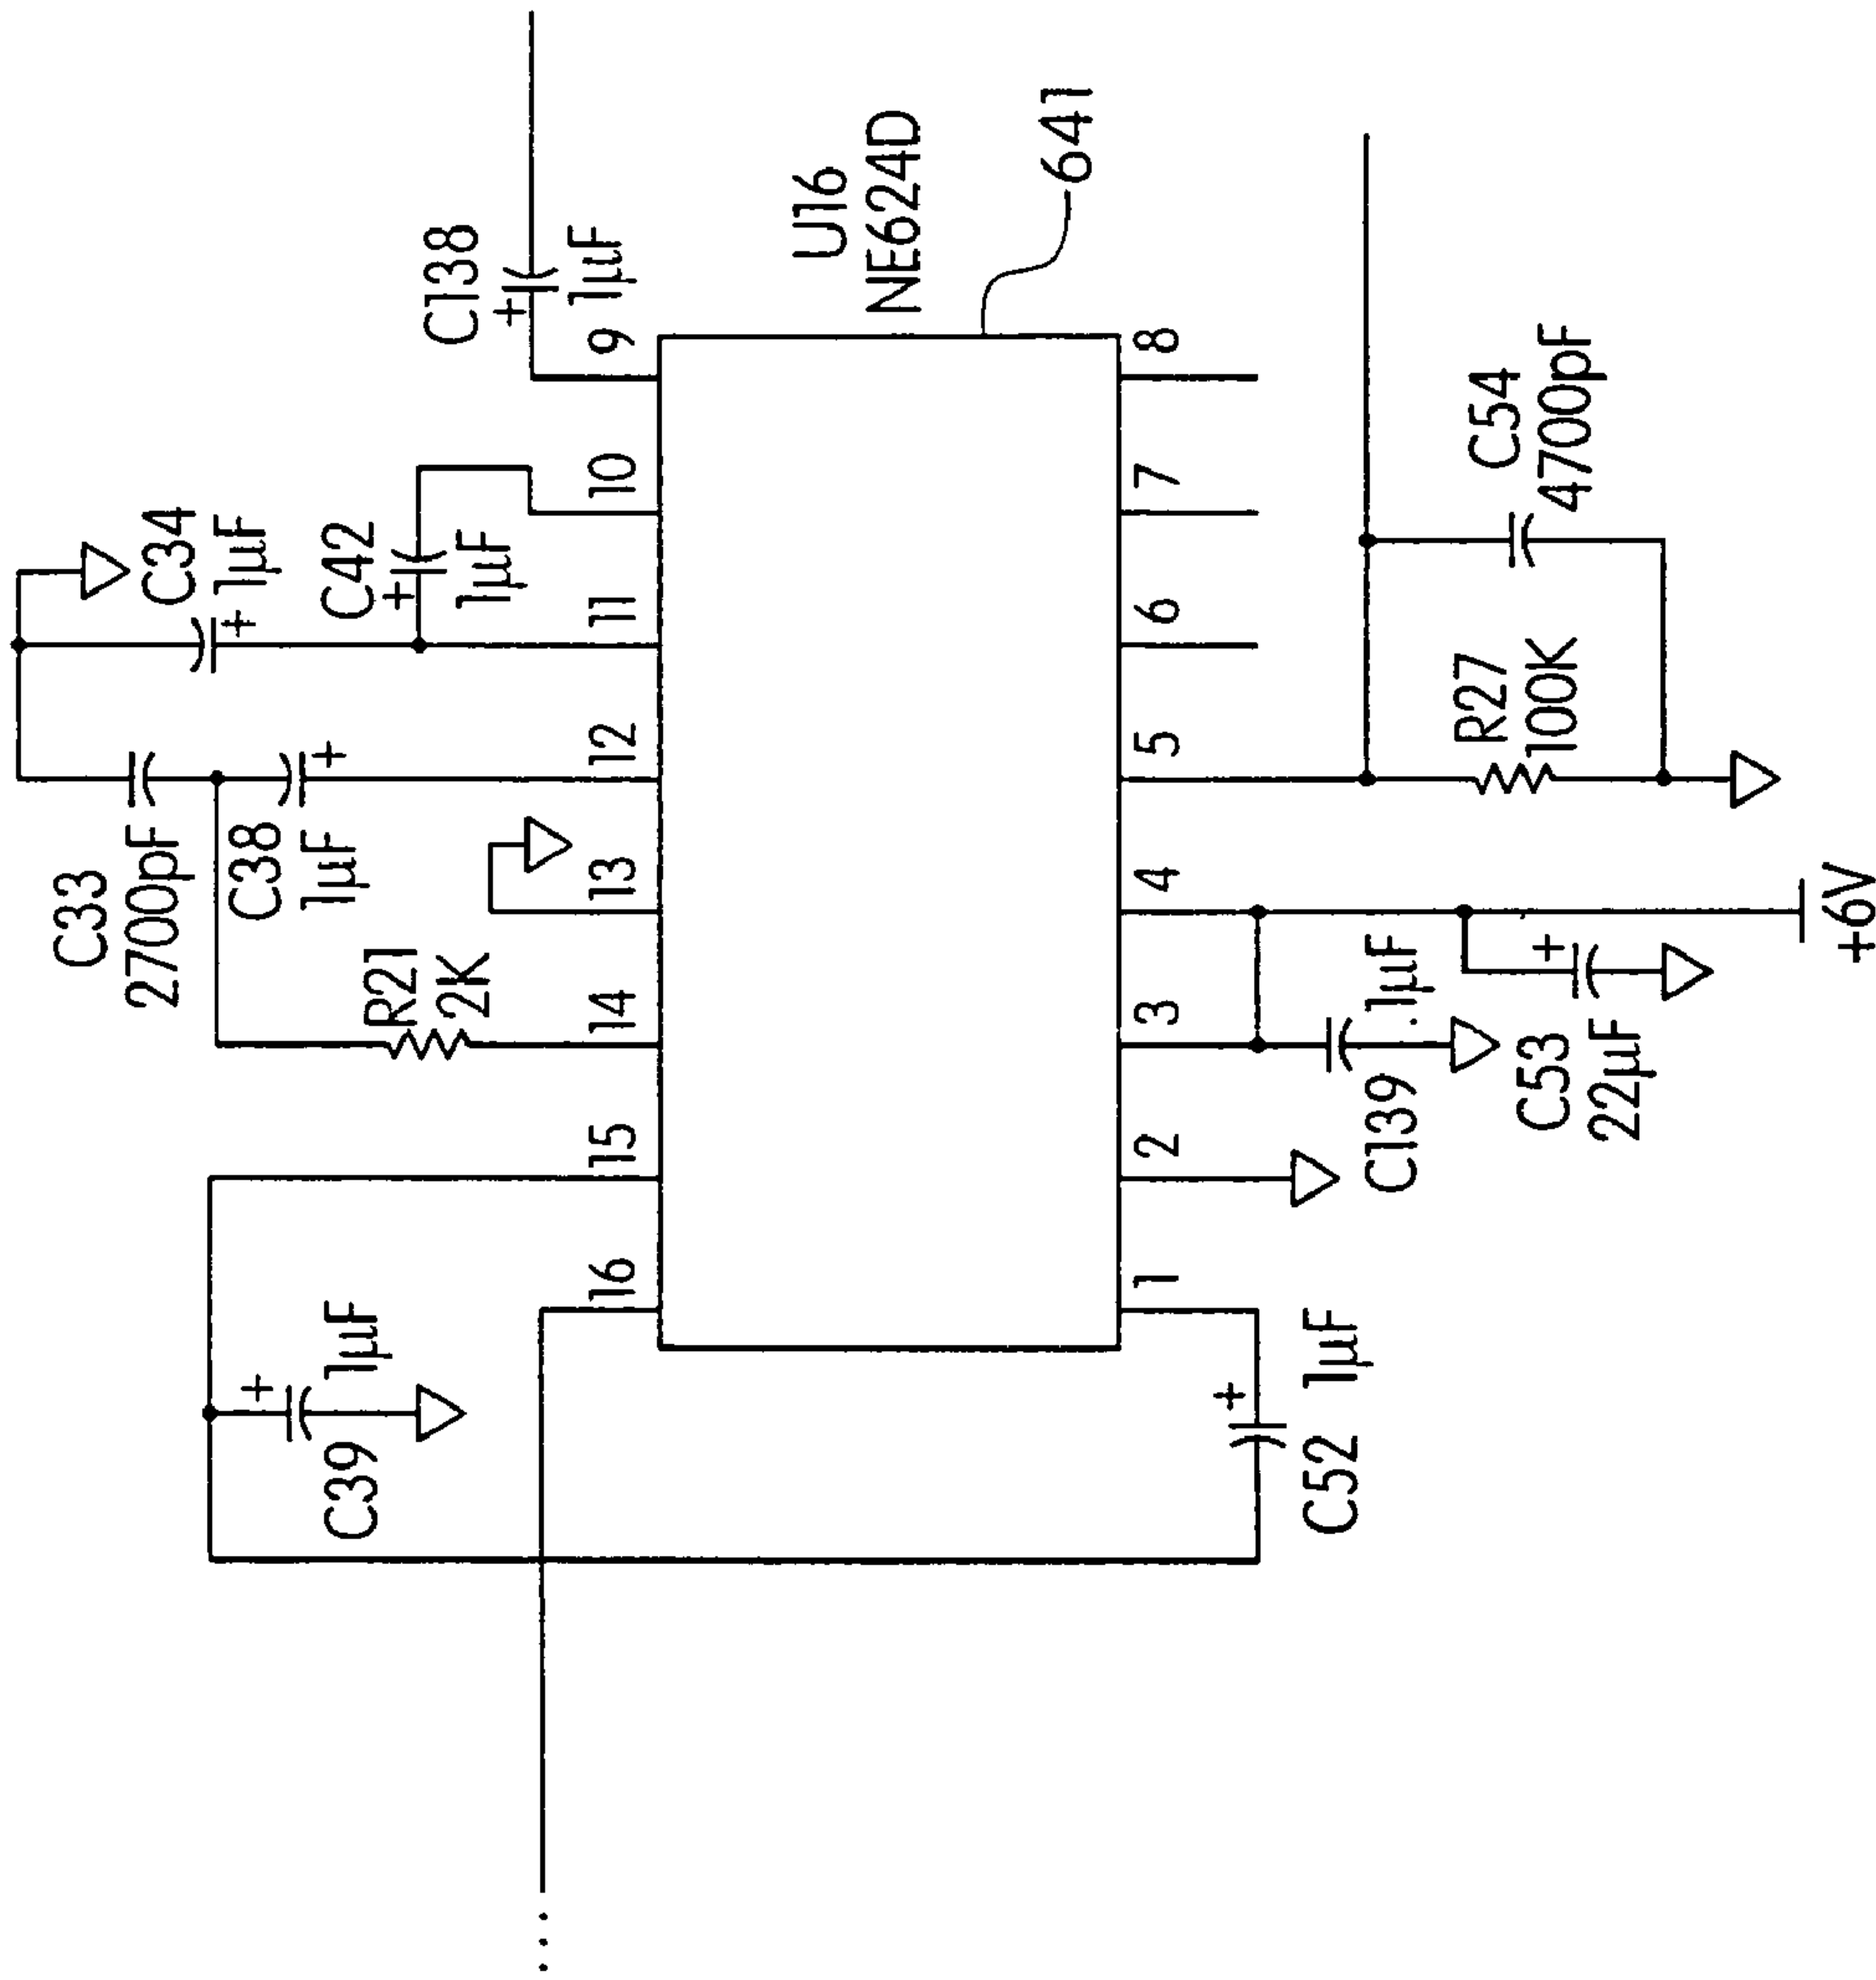 C33
2700pF
C34
1µF
C38
1µF
C39 1µF
C42
1µF
R21
2K
C138
1µF
16 15 14 13 12 11 10 9
U16
NE624D
641
1 2 3 4 5 6 7 8
C52 1µF
C139 .1µF
R27
100K
C54
4700pF
C53
22µF
+6V